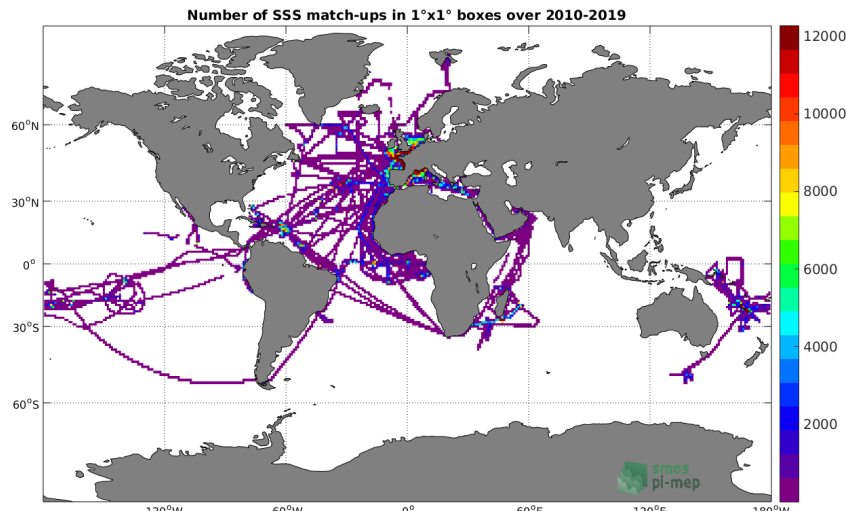 Number of SSS match-ups in 1°x1° boxes over 2010-2019
12000
10000
8000
6000
4000
2000
60°N
30°N
0°
30°S
60°S
120°W 60°W 0° 60°E 120°E 180°W
smos
pi-mep